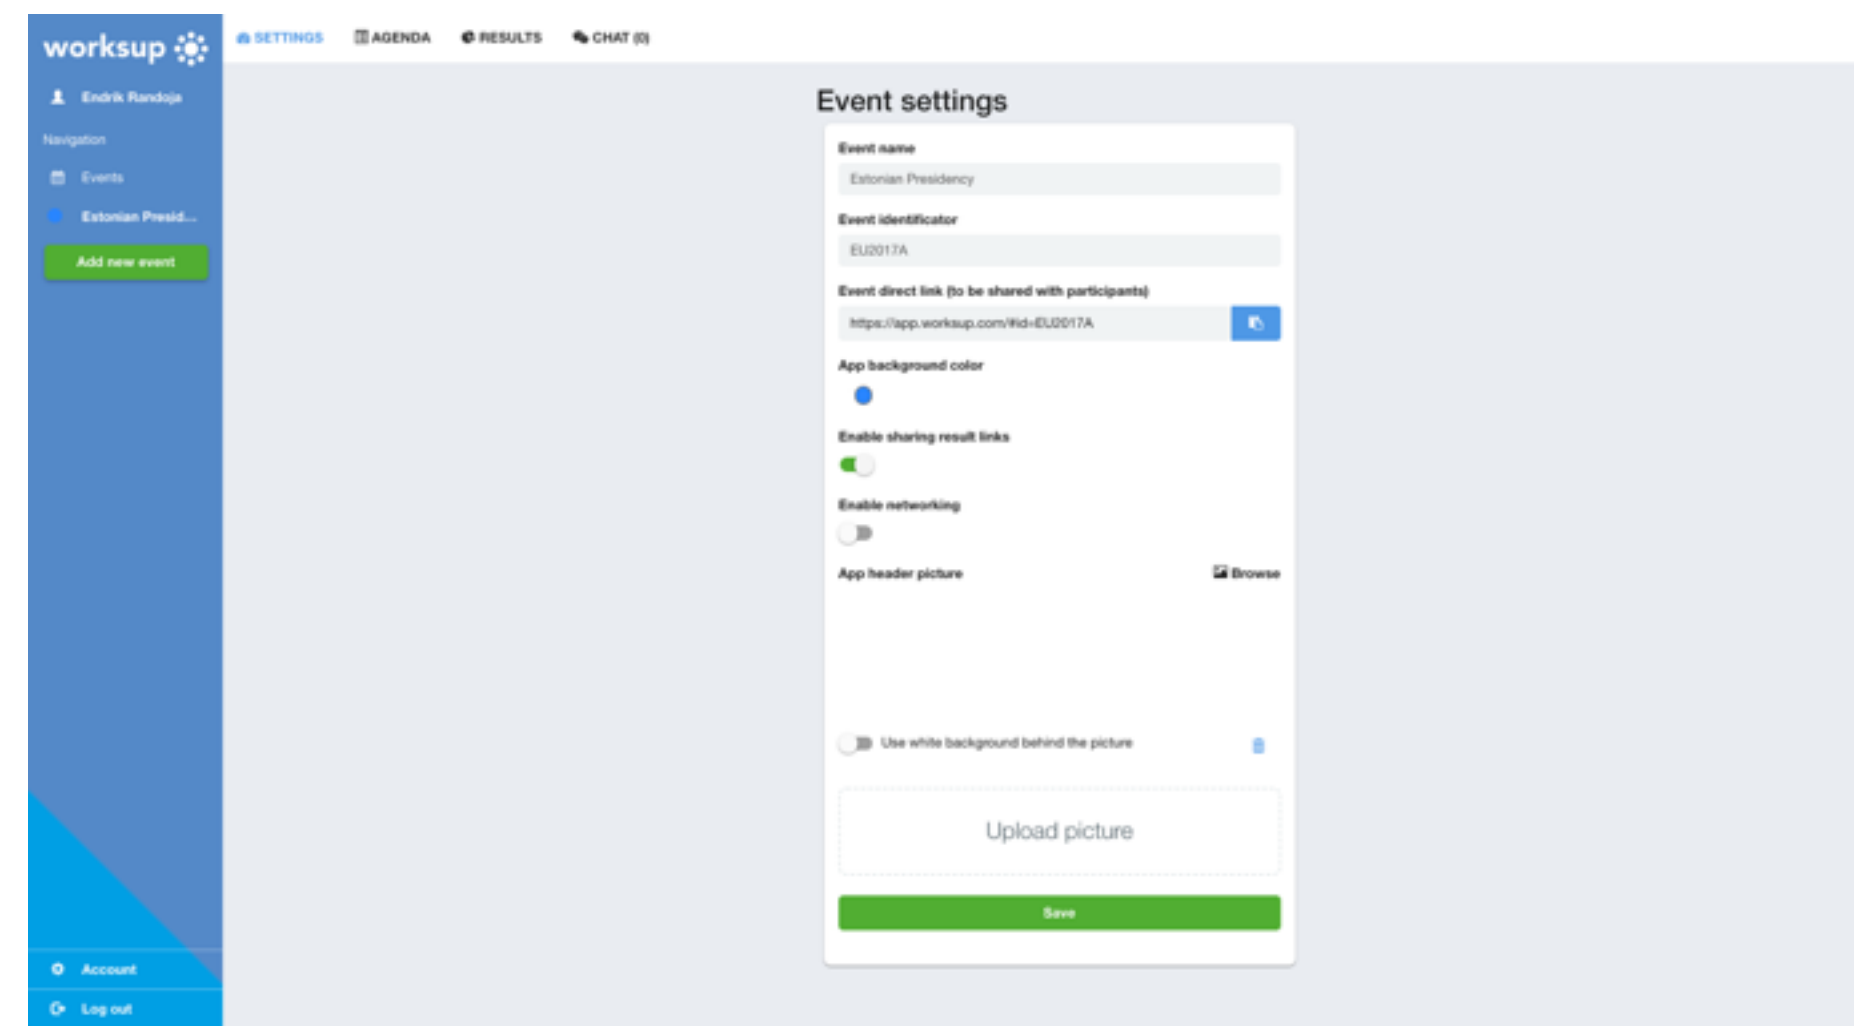 worksup
SETTINGS AGENDA RESULTS CHAT (0)
Endrik Randoja
Navigation
Events
Estonian Presid...
Add new event
Account
Log out
Event settings
Event name
Estonian Presidency
Event identificator
EU2017A
Event direct link (to be shared with participants)
https://app.worksup.com/#id=EU2017A
App background color
Enable sharing result links
Enable networking
App header picture Browse
Use white background behind the picture
Upload picture
Save